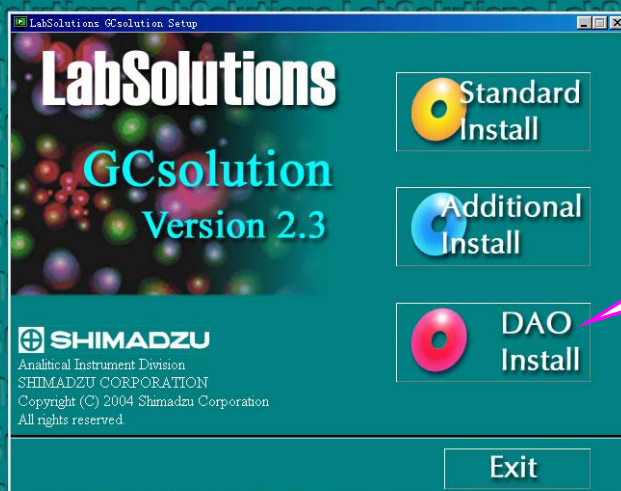 LabSolutions GCsolution Setup
LabSolutions
GCsolution
Version 2.3
SHIMADZU
Analitical Instrument Division
SHIMADZU CORPORATION
Copyright (C) 2004 Shimadzu Corporation
All rights reserved.
Standard
Install
Additional
Install
DAO
Install
Exit